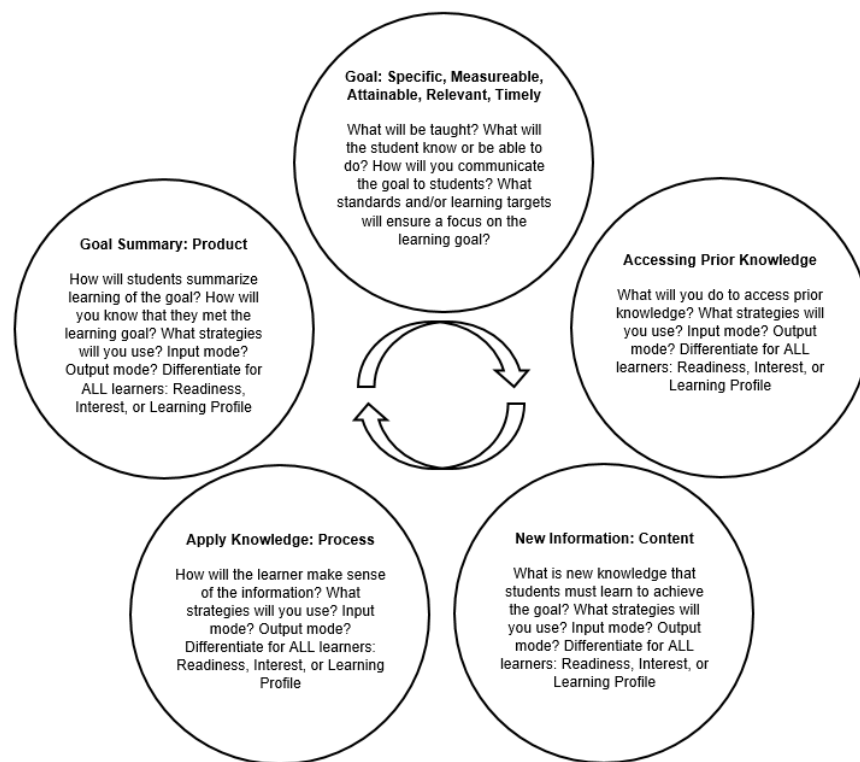 Goal: Specific, Measureable,
Attainable, Relevant, Timely
What will be taught? What will
the student know or be able to
do? How will you communicate
the goal to students? What
standards and/or learning targets
will ensure a focus on the
learning goal?
Accessing Prior Knowledge
What will you do to access prior
knowledge? What strategies will
you use? Input mode? Output
mode? Differentiate for ALL
learners: Readiness, Interest, or
Learning Profile
New Information: Content
What is new knowledge that
students must learn to achieve
the goal? What strategies will
you use? Input mode? Output
mode? Differentiate for ALL
learners: Readiness, Interest, or
Learning Profile
Apply Knowledge: Process
How will the learner make sense
of the information? What
strategies will you use? Input
mode? Output mode?
Differentiate for ALL learners:
Readiness, Interest, or Learning
Profile
Goal Summary: Product
How will students summarize
learning of the goal? How will
you know that they met the
learning goal? What strategies
will you use? Input mode?
Output mode? Differentiate for
ALL learners: Readiness,
Interest, or Learning Profile